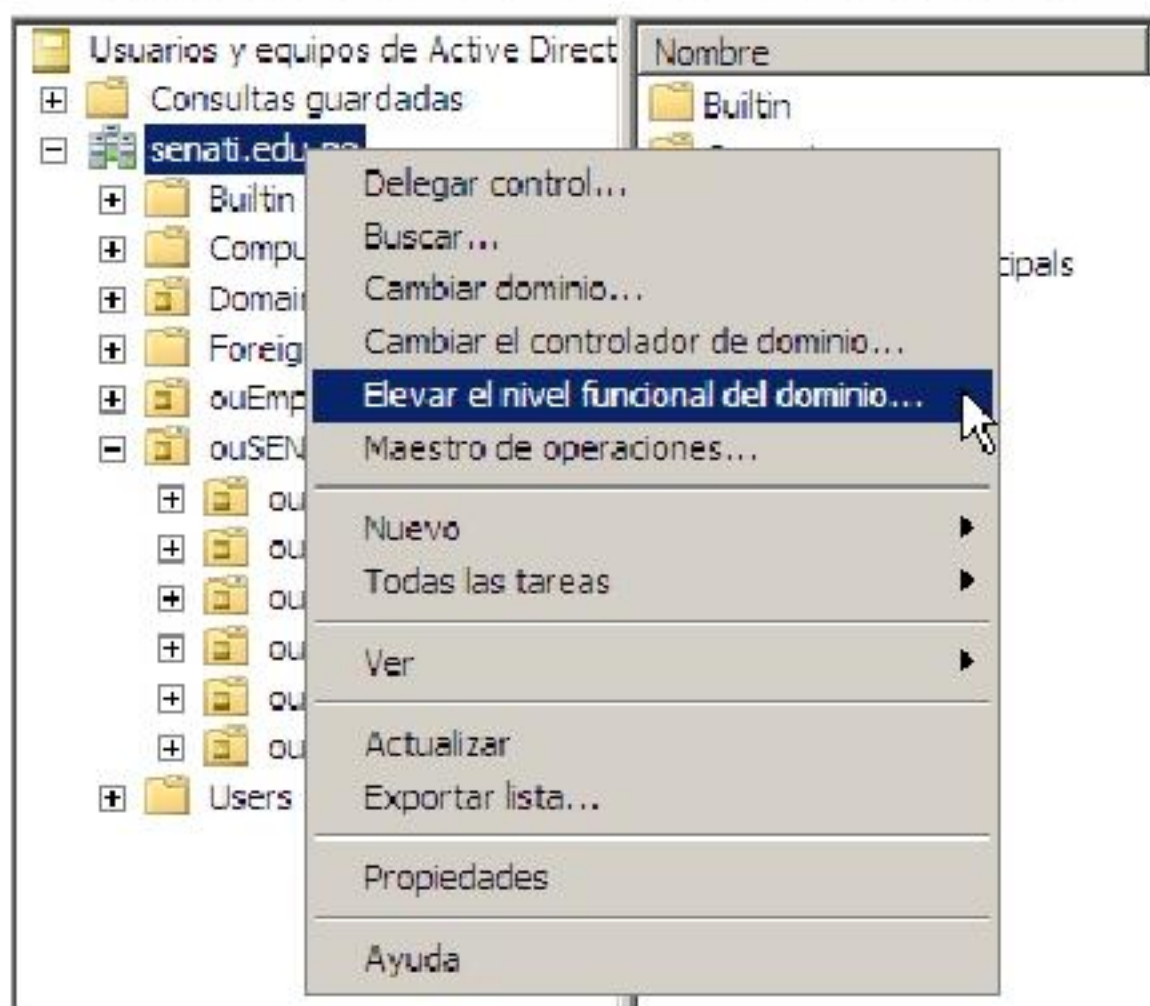 Usuarios y equipos de Active Direct
Nombre
Consultas guardadas
Builtin
senati.edu
Delegar control...
Builtin
Buscar...
Compu
cipals
Cambiar dominio...
Domai
Cambiar el controlador de dominio...
Foreig
Elevar el nivel funcional del dominio...
ouEmp
Maestro de operaciones...
ouSEN
ou
Nuevo
ou
Todas las tareas
ou
ou
Ver
ou
ou
Actualizar
Users
Exportar lista...
Propiedades
Ayuda